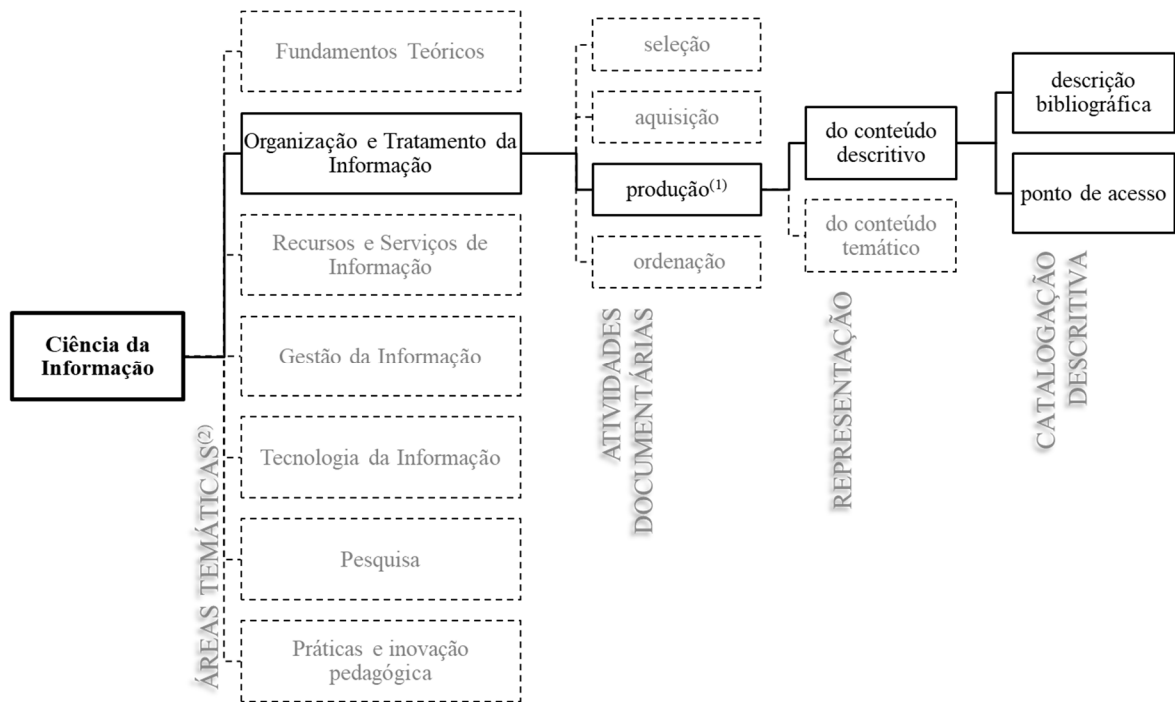 Ciência da
Informação
ÁREAS TEMÁTICAS(2)
Fundamentos Teóricos
Organização e Tratamento da
Informação
Recursos e Serviços de
Informação
Gestão da Informação
Tecnologia da Informação
Pesquisa
Práticas e inovação
pedagógica
seleção
aquisição
produção(1)
ordenação
ATIVIDADES
DOCUMENTÁRIAS
do conteúdo
descritivo
do conteúdo
temático
REPRESENTAÇÃO
descrição
bibliográfica
ponto de acesso
CATALOGAÇÃO
DESCRITIVA